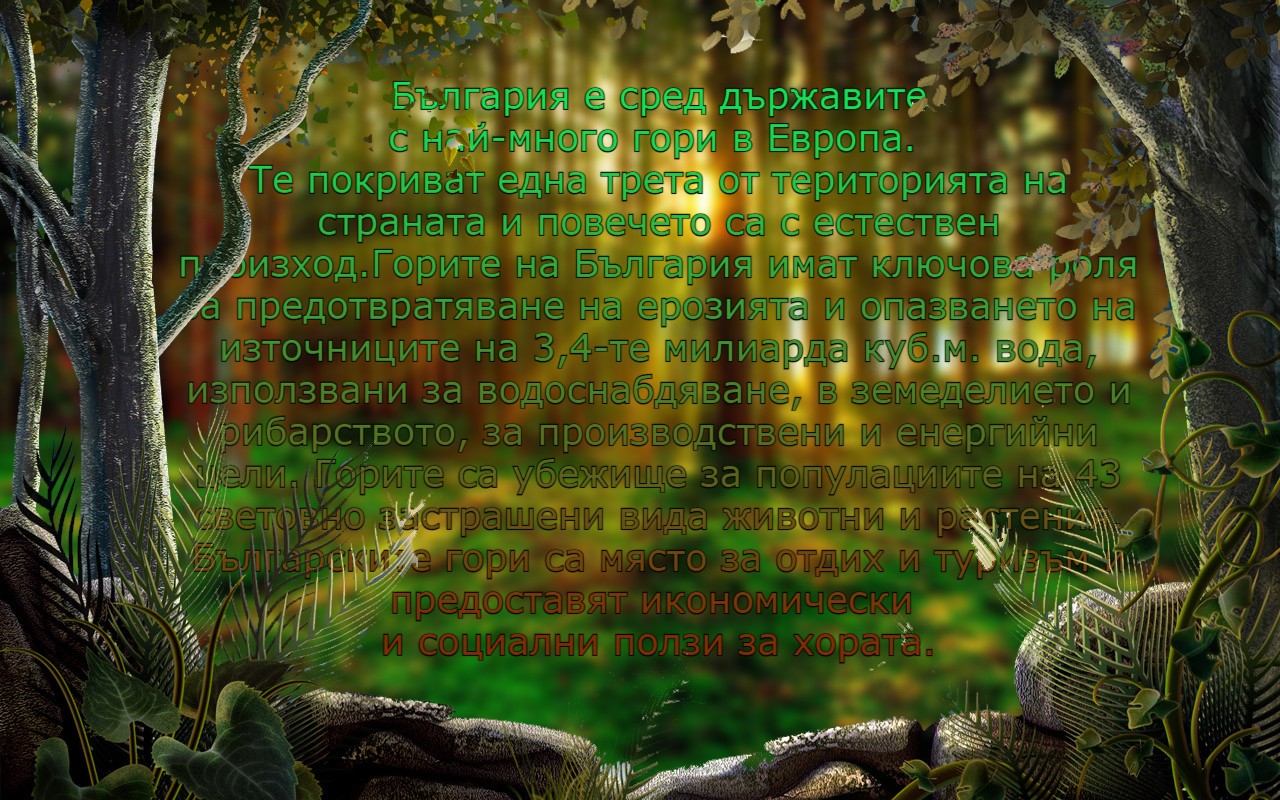 България е сред държавите
с най-много гори в Европа.
Те покриват една трета от територията на
страната и повечето са с естествен
произход.Горите на България имат ключова роля
за предотвратяване на ерозията и опазването на
източниците на 3,4-те милиарда куб.м. вода,
използвани за водоснабдяване, в земеделието и
рибарството, за производствени и енергийни
цели. Горите са убежище за популациите на 43
световно застрашени вида животни и растения.
Българските гори са място за отдих и туризъм и
предоставят икономически
и социални ползи за хората.